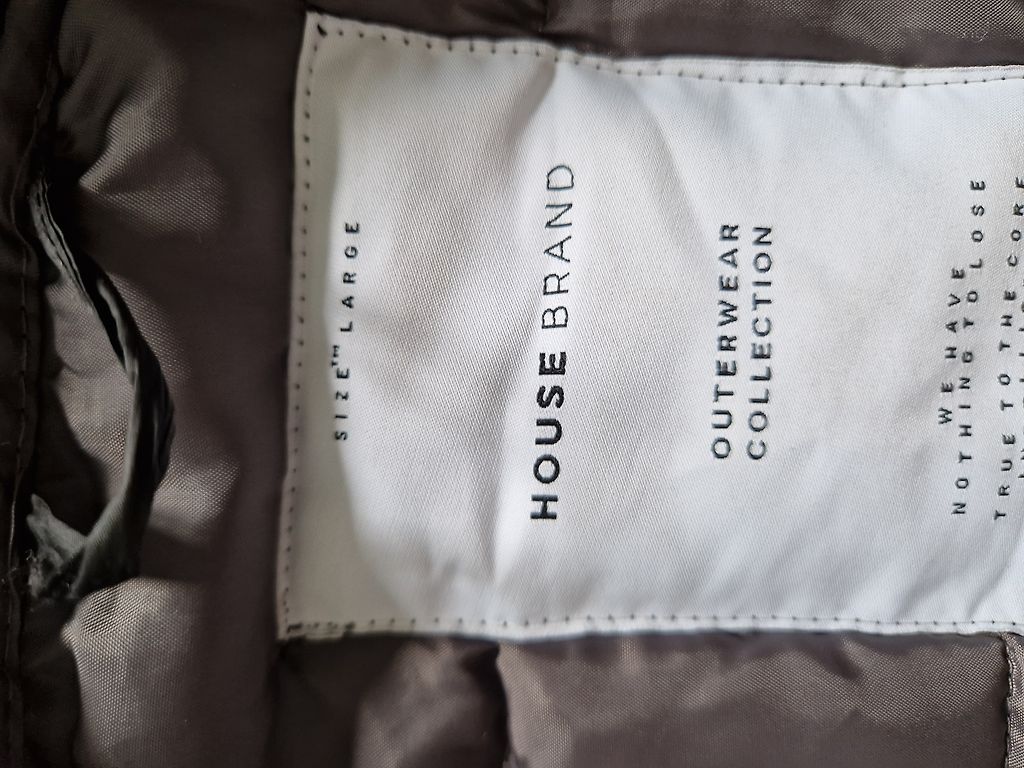 SIZE™ LARGE
HOUSE BRAND
OUTERWEAR
COLLECTION
WE HAVE
NOTHING TO LOSE
TRUE TO THE CORE